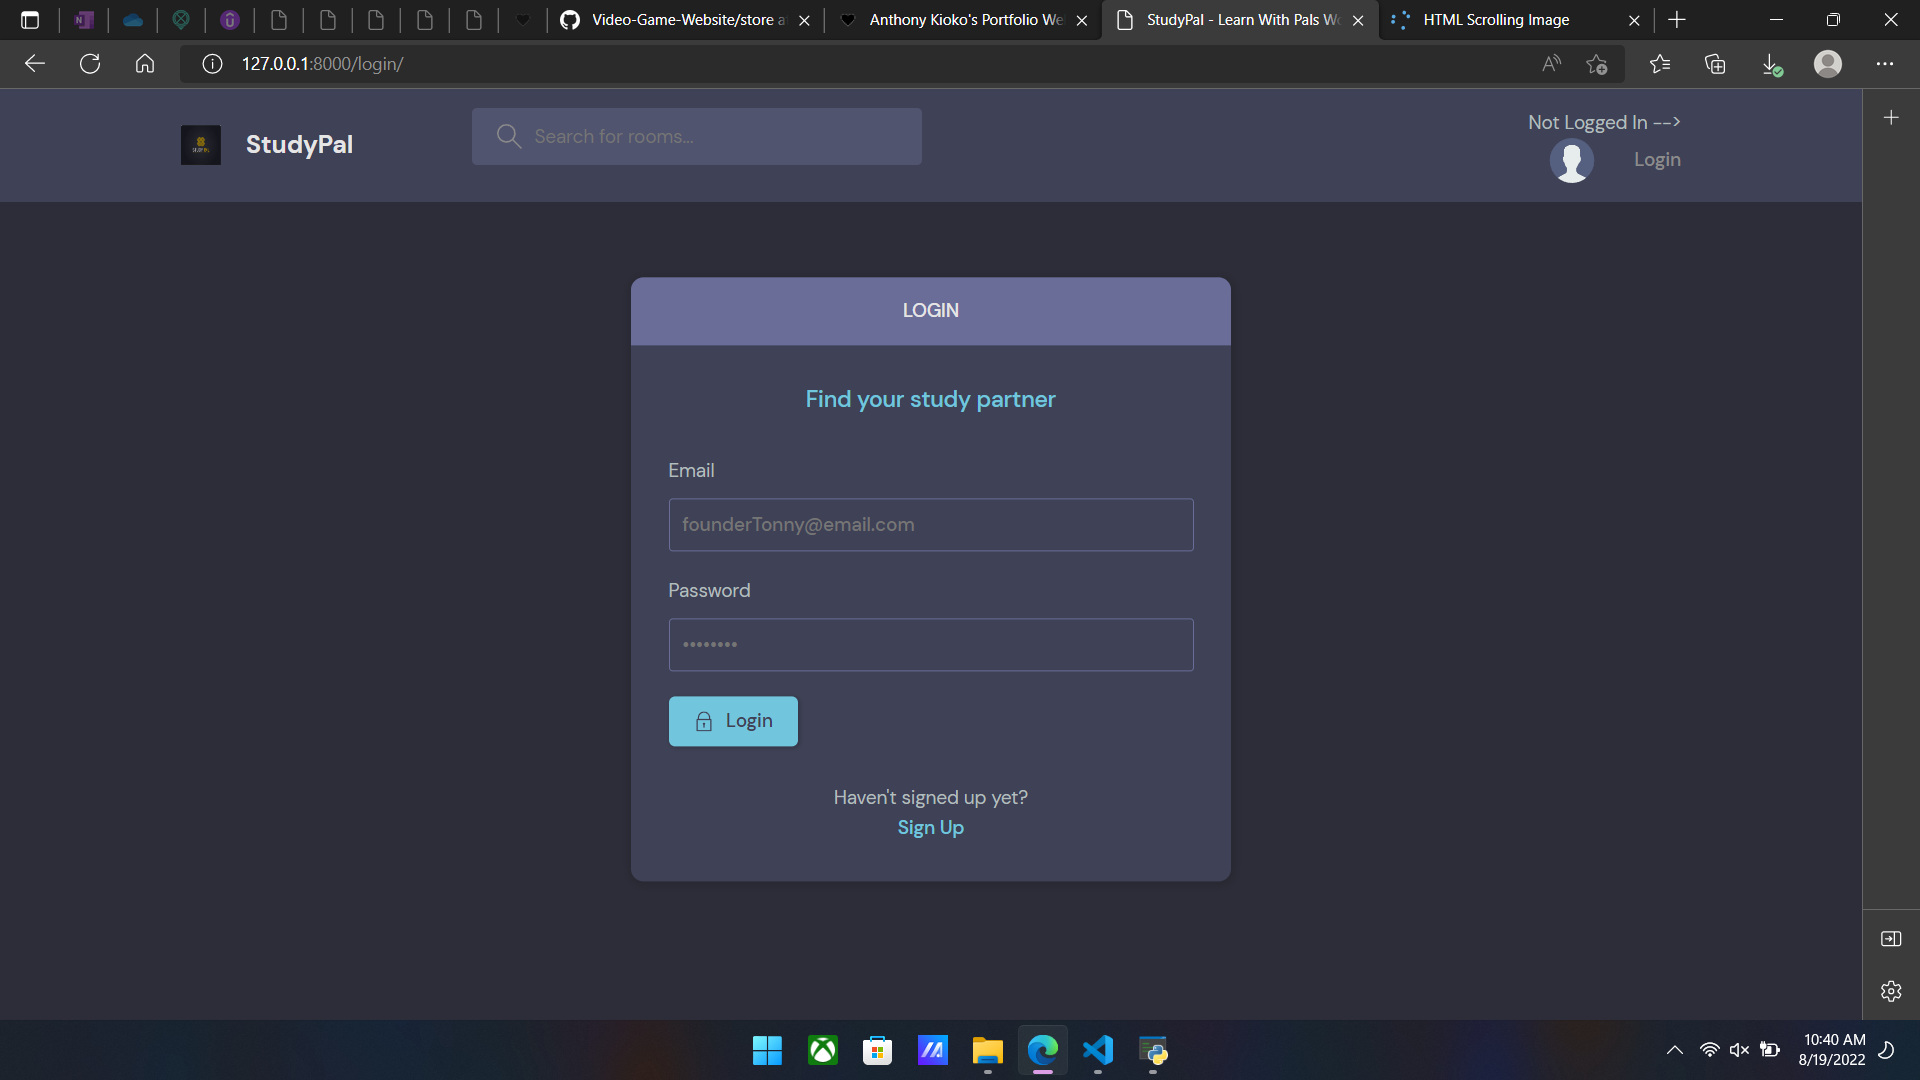 Video-Game-Website/store a
Anthony Kioko's Portfolio We
StudyPal - Learn With Pals Wo
HTML Scrolling Image
127.0.0.1:8000/login/
StudyPal
Search for rooms...
Not Logged In -->
Login
LOGIN
Find your study partner
Email
founderTonny@email.com
Password
••••••••
Login
Haven't signed up yet?
Sign Up
10:40 AM
8/19/2022